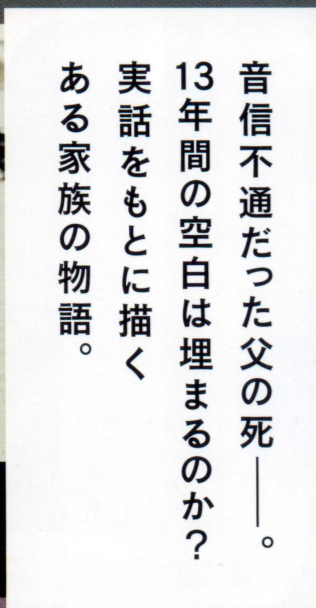 音信不通だった父の死——。
13年間の空白は埋まるのか？
実話をもとに描く
ある家族の物語。